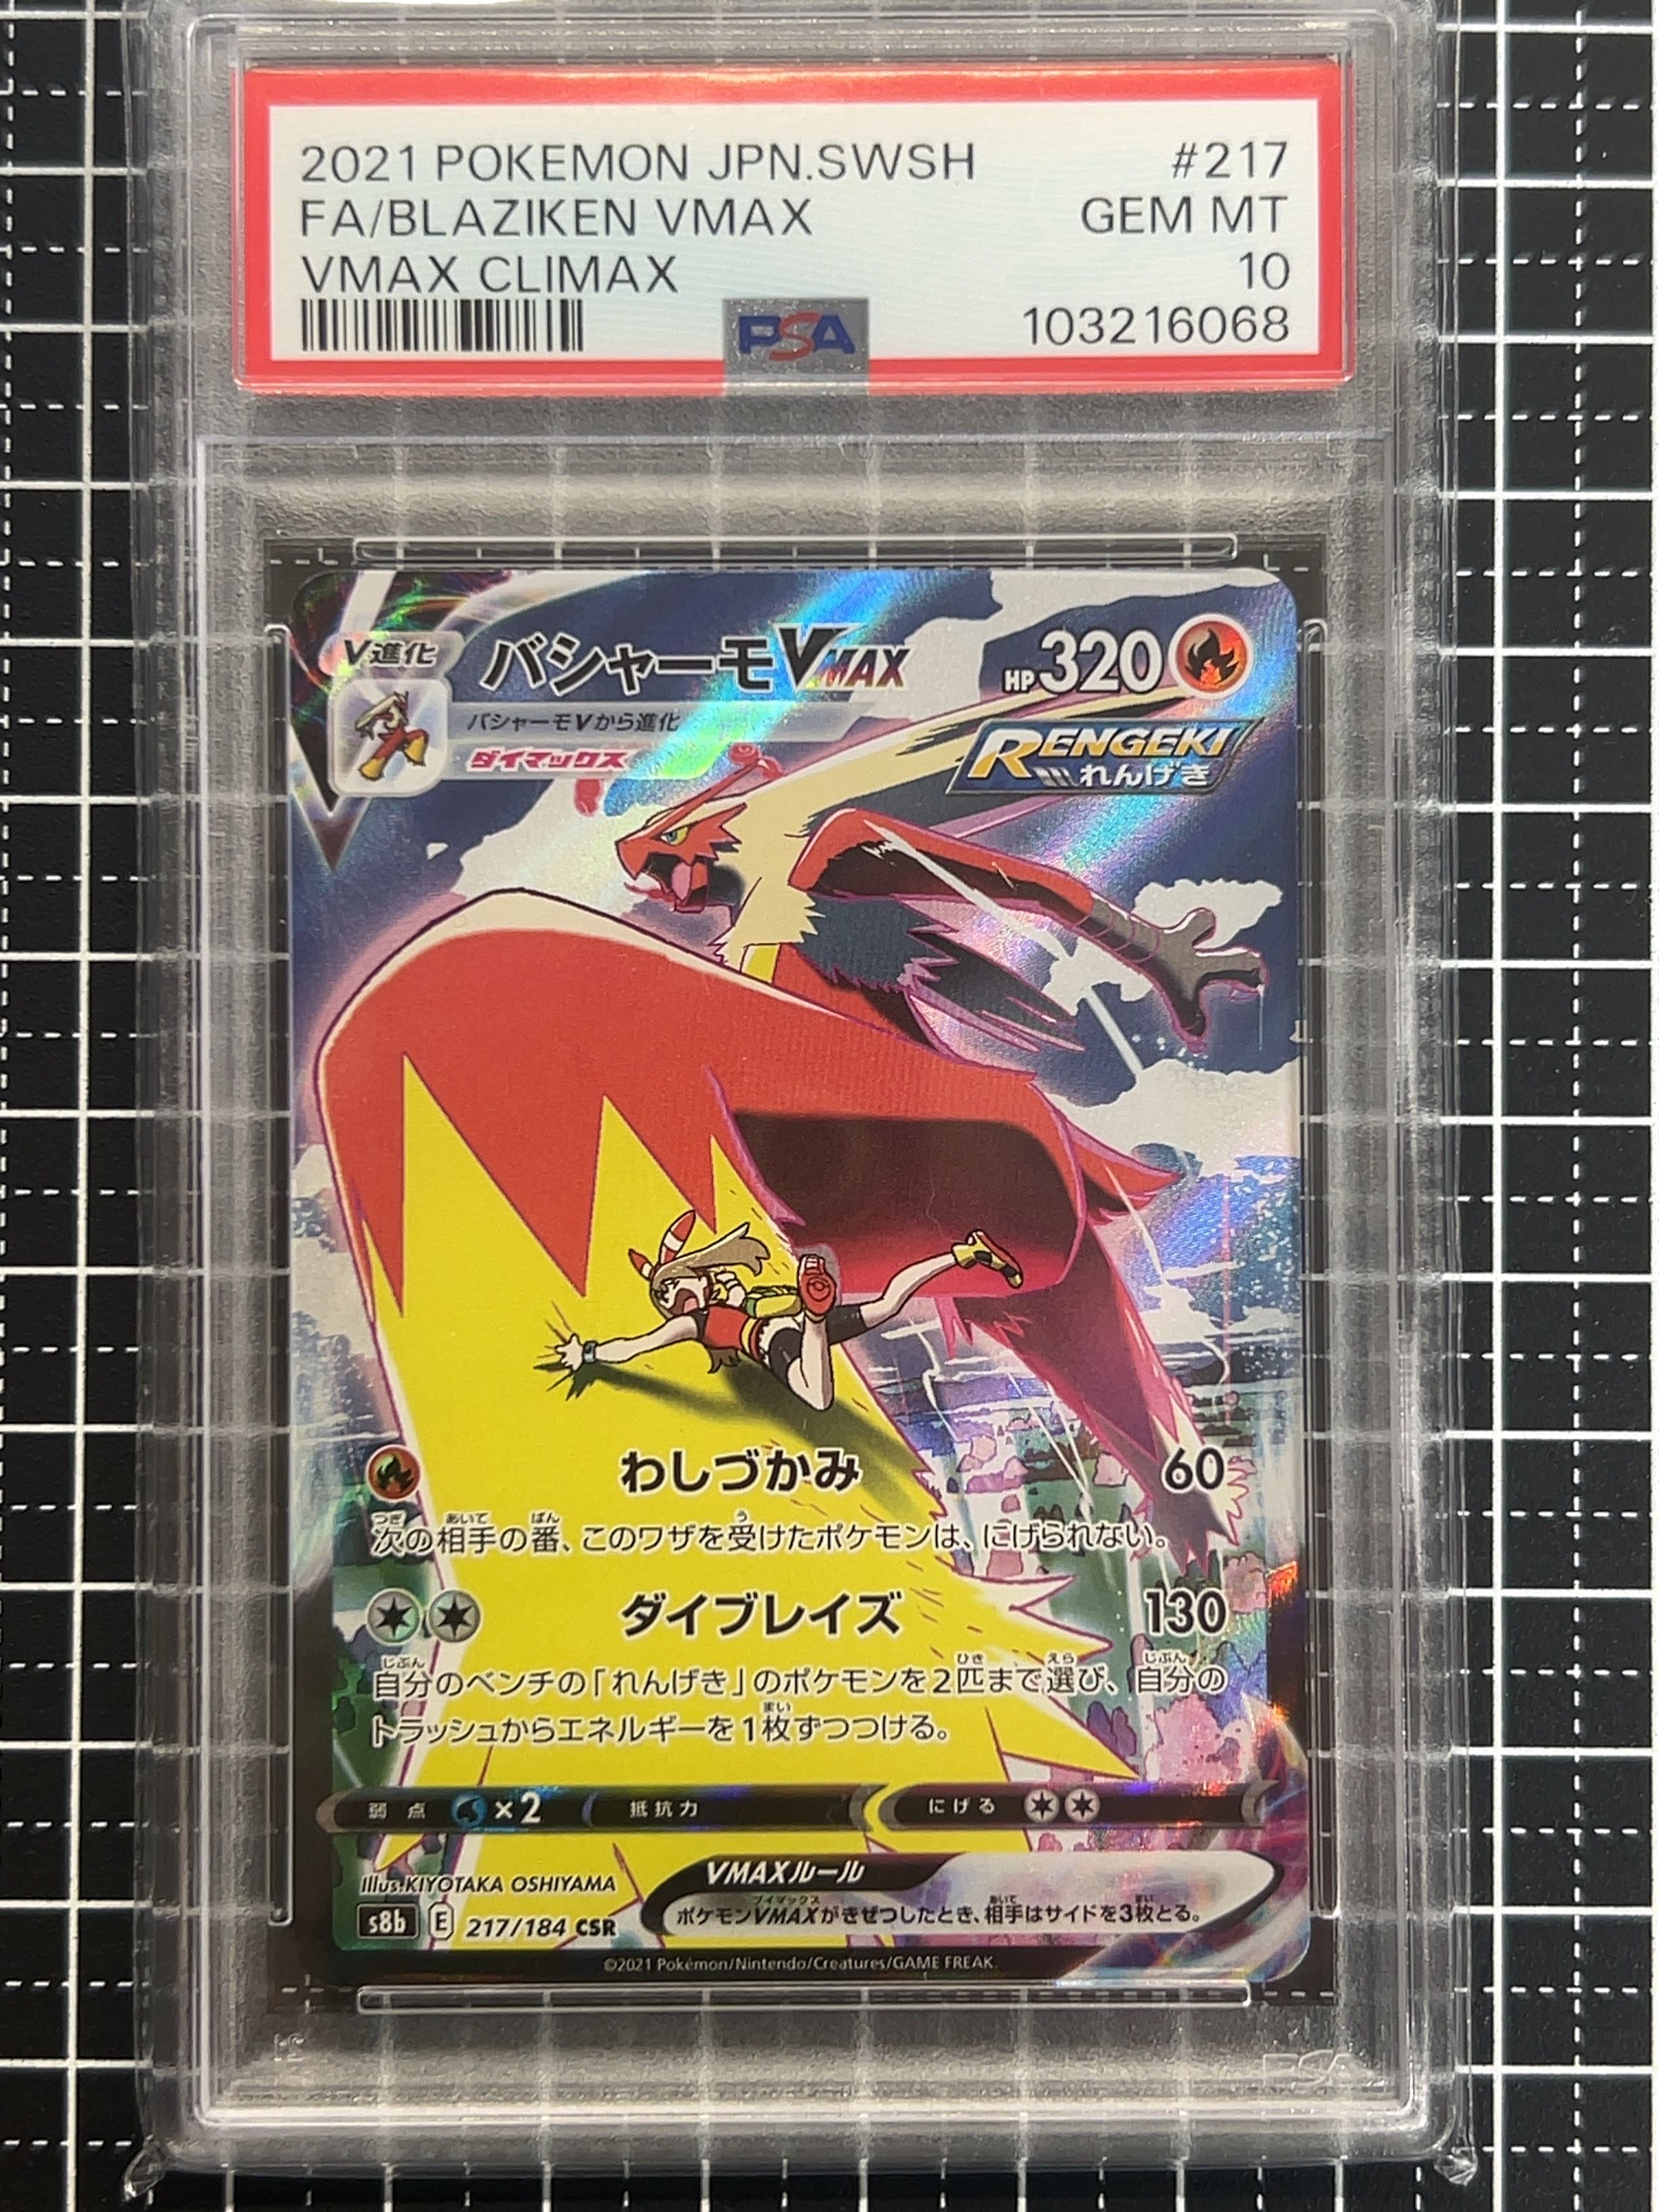 2021 POKEMON JPN.SWSH #217
FA/BLAZIKEN VMAX GEM MT
VMAX CLIMAX 10
PSA 103216068
V進化 バシャーモVMAX HP320
バシャーモVから進化
ダイマックス
RENGEKI
れんげき
わしづかみ 60
次の相手の番、このワザを受けたポケモンは、にげられない。
ダイブレイズ 130
自分のベンチの「れんげき」のポケモンを2匹まで選び、自分の
トラッシュからエネルギーを1枚ずつつける。
弱点 ×2 抵抗力 にげる
Illus.KIYOTAKA OSHIYAMA
VMAXルール
ポケモンVMAXがきぜつしたとき、相手はサイドを3枚とる。
s8b E 217/184 CSR
©2021 Pokémon/Nintendo/Creatures/GAME FREAK.
PSA